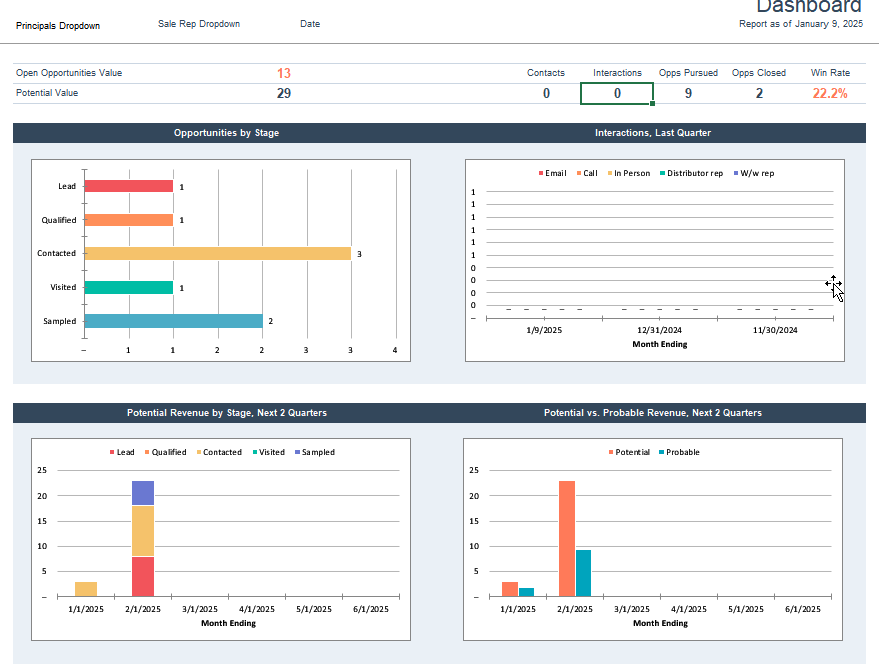 Dashboard
Principals Dropdown Sale Rep Dropdown Date Report as of January 9, 2025
Open Opportunities Value 13 Contacts Interactions Opps Pursued Opps Closed Win Rate
Potential Value 29 0 0 9 2 22.2%
Opportunities by Stage
Lead 1
Qualified 1
Contacted 3
Visited 1
Sampled 2
– 1 1 2 2 3 3 4
Interactions, Last Quarter
Email Call In Person Distributor rep W/w rep
1
1
1
1
1
1
0
0
0
0
–
– – – – – – – – – – – – – – –
1/9/2025 12/31/2024 11/30/2024
Month Ending
Potential Revenue by Stage, Next 2 Quarters
Lead Qualified Contacted Visited Sampled
25
20
15
10
5
–
1/1/2025 2/1/2025 3/1/2025 4/1/2025 5/1/2025 6/1/2025
Month Ending
Potential vs. Probable Revenue, Next 2 Quarters
Potential Probable
25
20
15
10
5
–
1/1/2025 2/1/2025 3/1/2025 4/1/2025 5/1/2025 6/1/2025
Month Ending